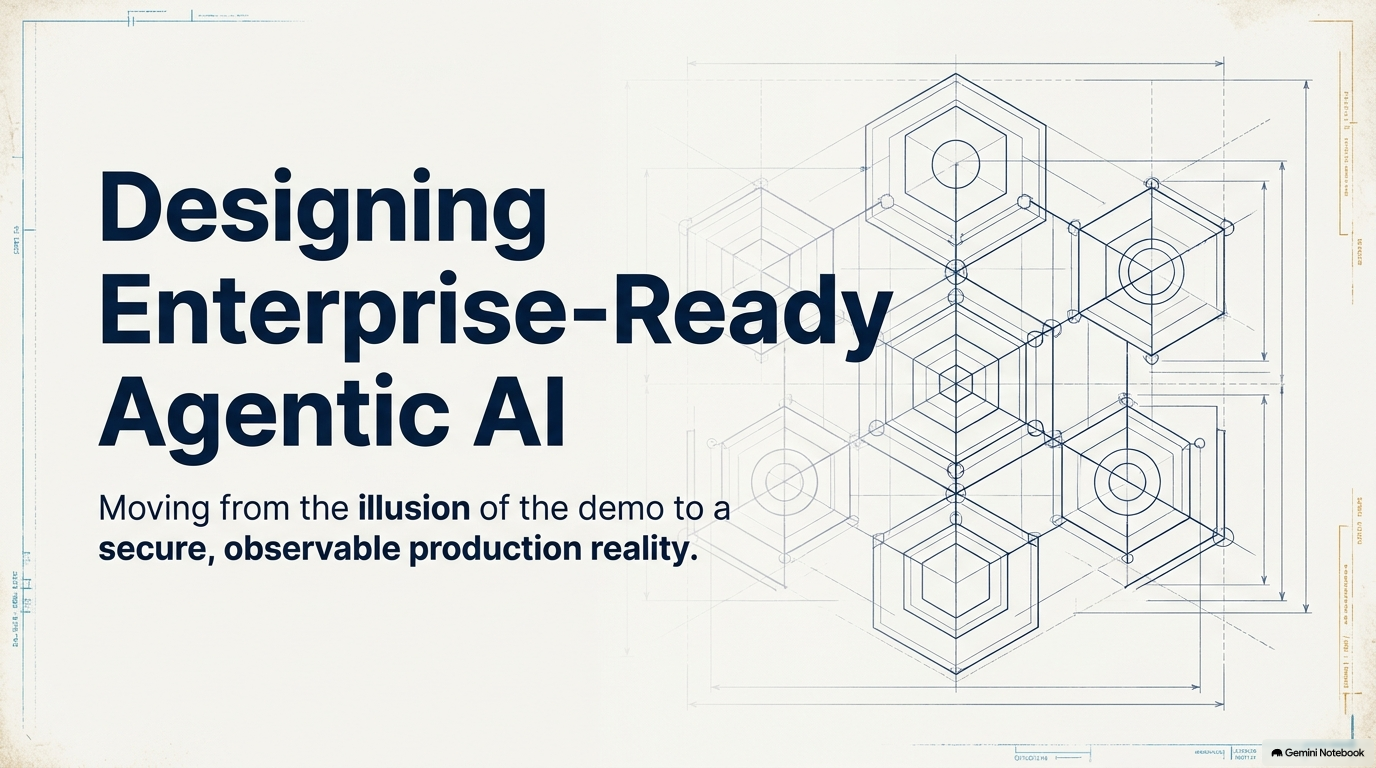 Designing
Enterprise-Ready
Agentic AI
Moving from the illusion of the demo to a
secure, observable production reality.
Gemini Notebook